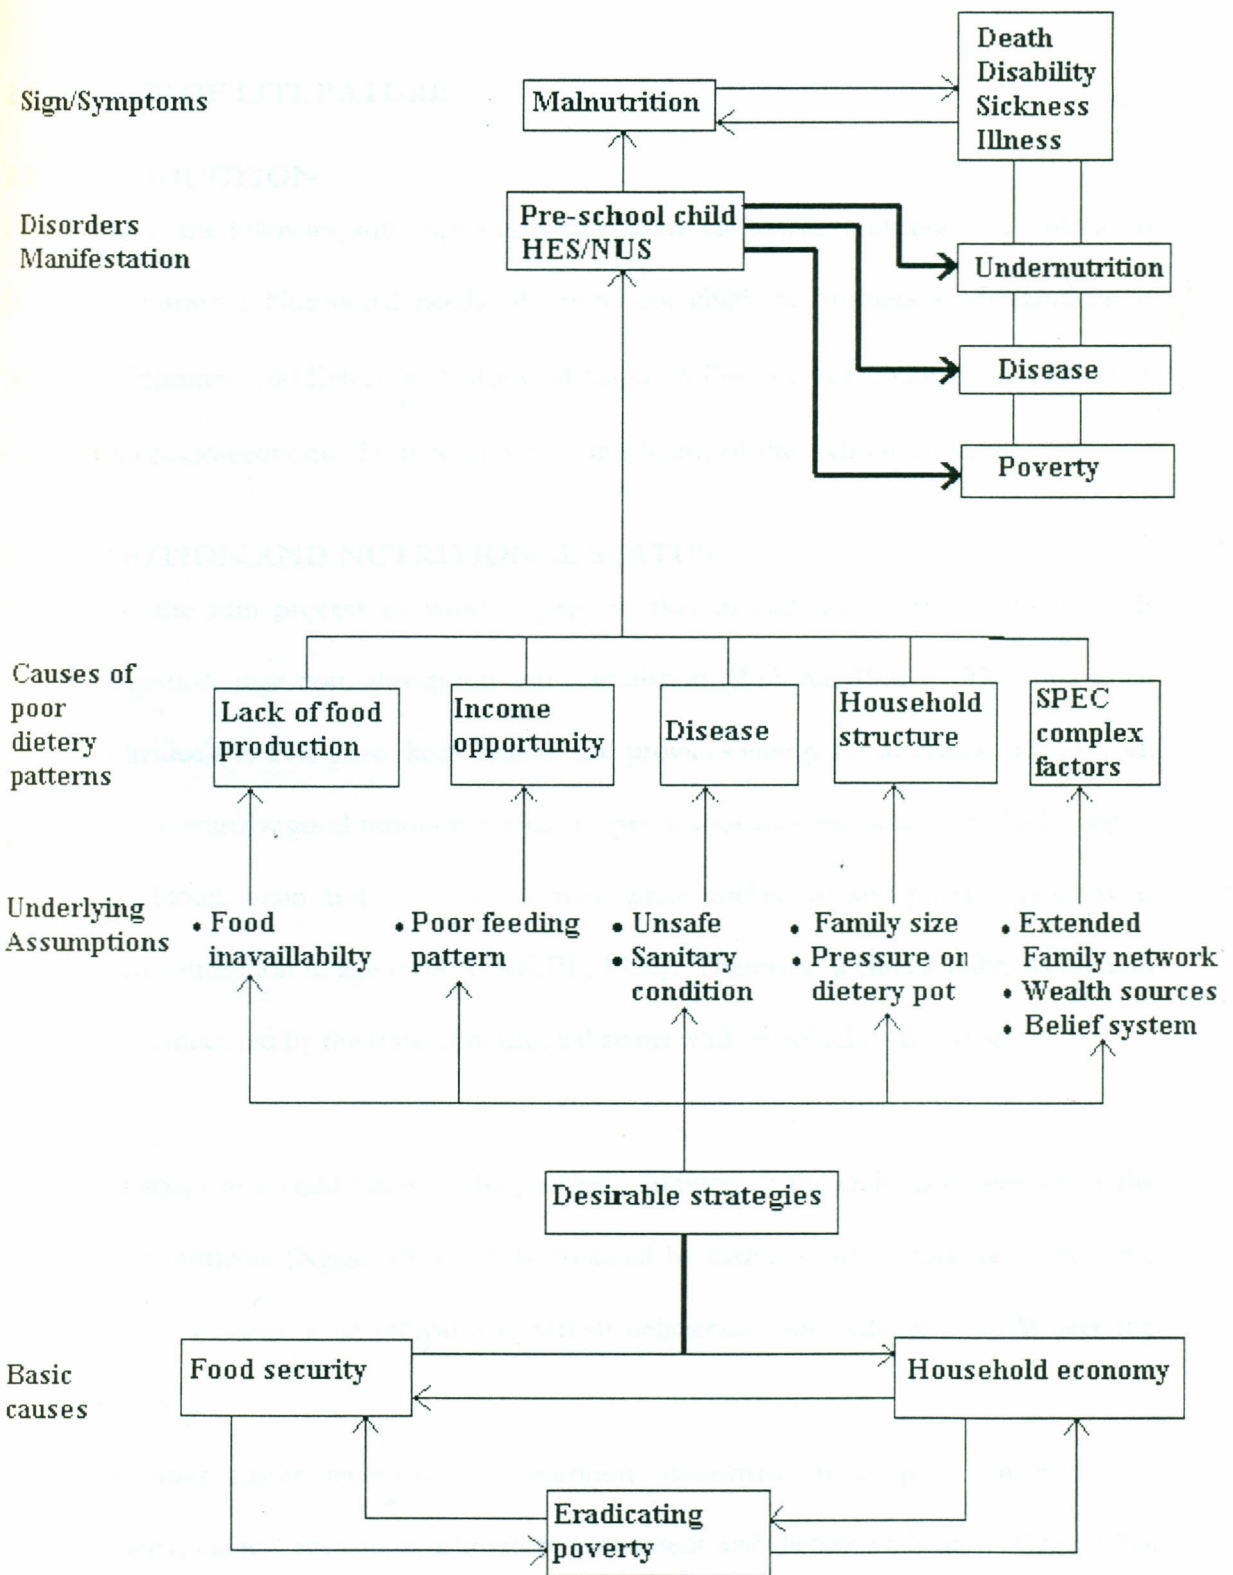 Death
Disability
Sickness
Illness
Sign/Symptoms
Malnutrition
Disorders
Manifestation
Pre-school child
HES/NUS
Undernutrition
Disease
Poverty
Causes of
poor
dietery
patterns
Lack of food
production
Income
opportunity
Disease
Household
structure
SPEC
complex
factors
Underlying
Assumptions
• Food
inavaillabilty
• Poor feeding
pattern
• Unsafe
• Sanitary
condition
• Family size
• Pressure on
dietery pot
• Extended
Family network
• Wealth sources
• Belief system
Desirable strategies
Basic
causes
Food security
Household economy
Eradicating
poverty